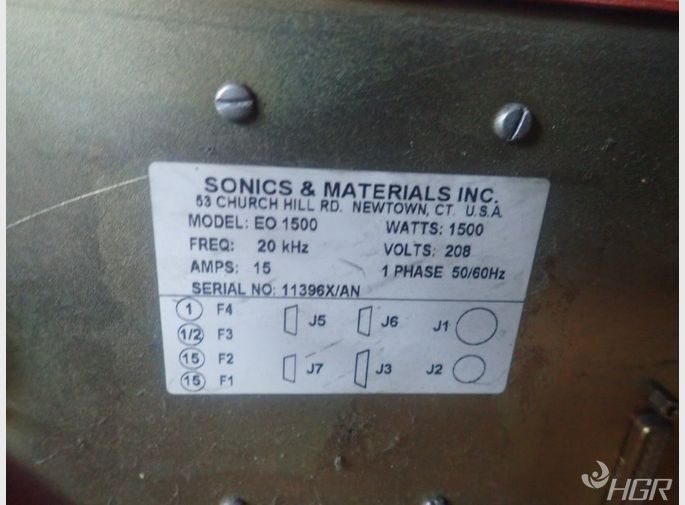 SONICS & MATERIALS INC.
53 CHURCH HILL RD. NEWTOWN, CT. U.S.A.
MODEL: EO 1500 WATTS: 1500
FREQ: 20 kHz VOLTS: 208
AMPS: 15 1 PHASE 50/60Hz
SERIAL NO: 11396X/AN
1 F4 J5 J6 J1
1/2 F3
15 F2 J7 J3 J2
15 F1
HGR